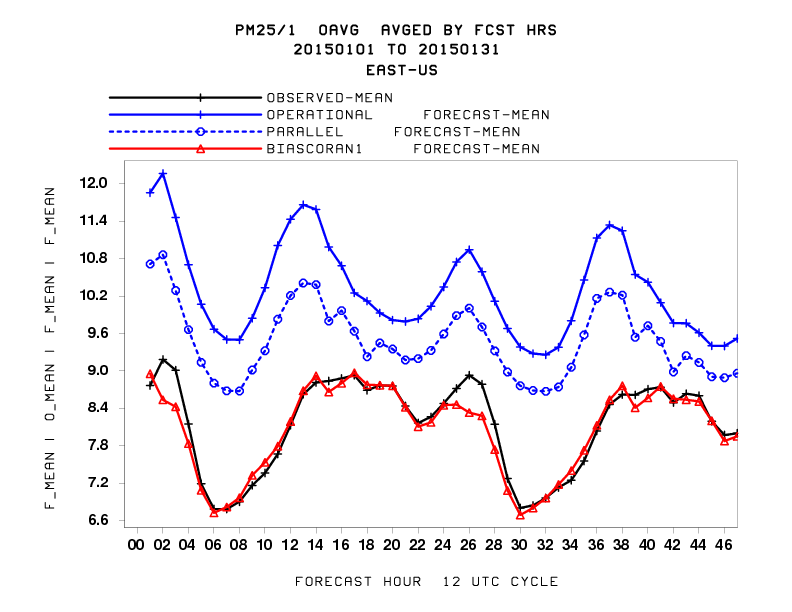 PM25/1 OAVG AVGED BY FCST HRS
20150101 TO 20150131
EAST-US
OBSERVED-MEAN
OPERATIONAL FORECAST-MEAN
PARALLEL FORECAST-MEAN
BIASCORAN1 FORECAST-MEAN
F_MEAN | O_MEAN | F_MEAN | F_MEAN
12.0
11.4
10.8
10.2
9.6
9.0
8.4
7.8
7.2
6.6
00 02 04 06 08 10 12 14 16 18 20 22 24 26 28 30 32 34 36 38 40 42 44 46
FORECAST HOUR 12 UTC CYCLE